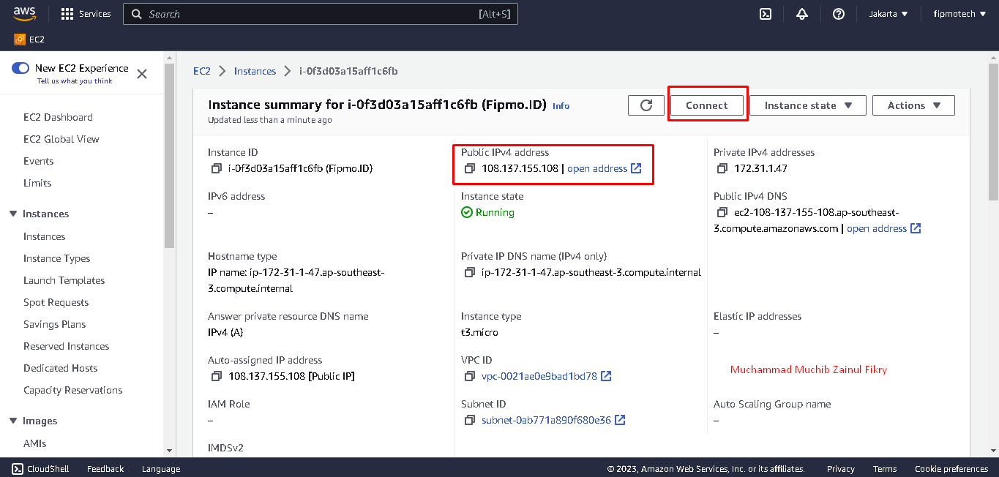 aws
Services
Search [Alt+S]
Jakarta ▼
fipmotech ▼
EC2
New EC2 Experience
Tell us what you think
EC2 Dashboard
EC2 Global View
Events
Limits
▼ Instances
Instances
Instance Types
Launch Templates
Spot Requests
Savings Plans
Reserved Instances
Dedicated Hosts
Capacity Reservations
▼ Images
AMIs
EC2 > Instances > i-0f3d03a15aff1c6fb
Instance summary for i-0f3d03a15aff1c6fb (Fipmo.ID) Info
Updated less than a minute ago
Connect
Instance state ▼
Actions ▼
Instance ID
i-0f3d03a15aff1c6fb (Fipmo.ID)
Public IPv4 address
108.137.155.108 | open address
Private IPv4 addresses
172.31.1.47
IPv6 address
–
Instance state
Running
Public IPv4 DNS
ec2-108-137-155-108.ap-southeast-
3.compute.amazonaws.com | open address
Hostname type
IP name: ip-172-31-1-47.ap-southeast-
3.compute.internal
Private IP DNS name (IPv4 only)
ip-172-31-1-47.ap-southeast-3.compute.internal
Answer private resource DNS name
IPv4 (A)
Instance type
t3.micro
Elastic IP addresses
–
Auto-assigned IP address
108.137.155.108 [Public IP]
VPC ID
vpc-0021ae0e9bad1bd78
Muchammad Muchib Zainul Fikry
IAM Role
–
Subnet ID
subnet-0ab771a890f680e36
Auto Scaling Group name
–
IMDSv2
CloudShell
Feedback
Language
© 2023, Amazon Web Services, Inc. or its affiliates.
Privacy
Terms
Cookie preferences